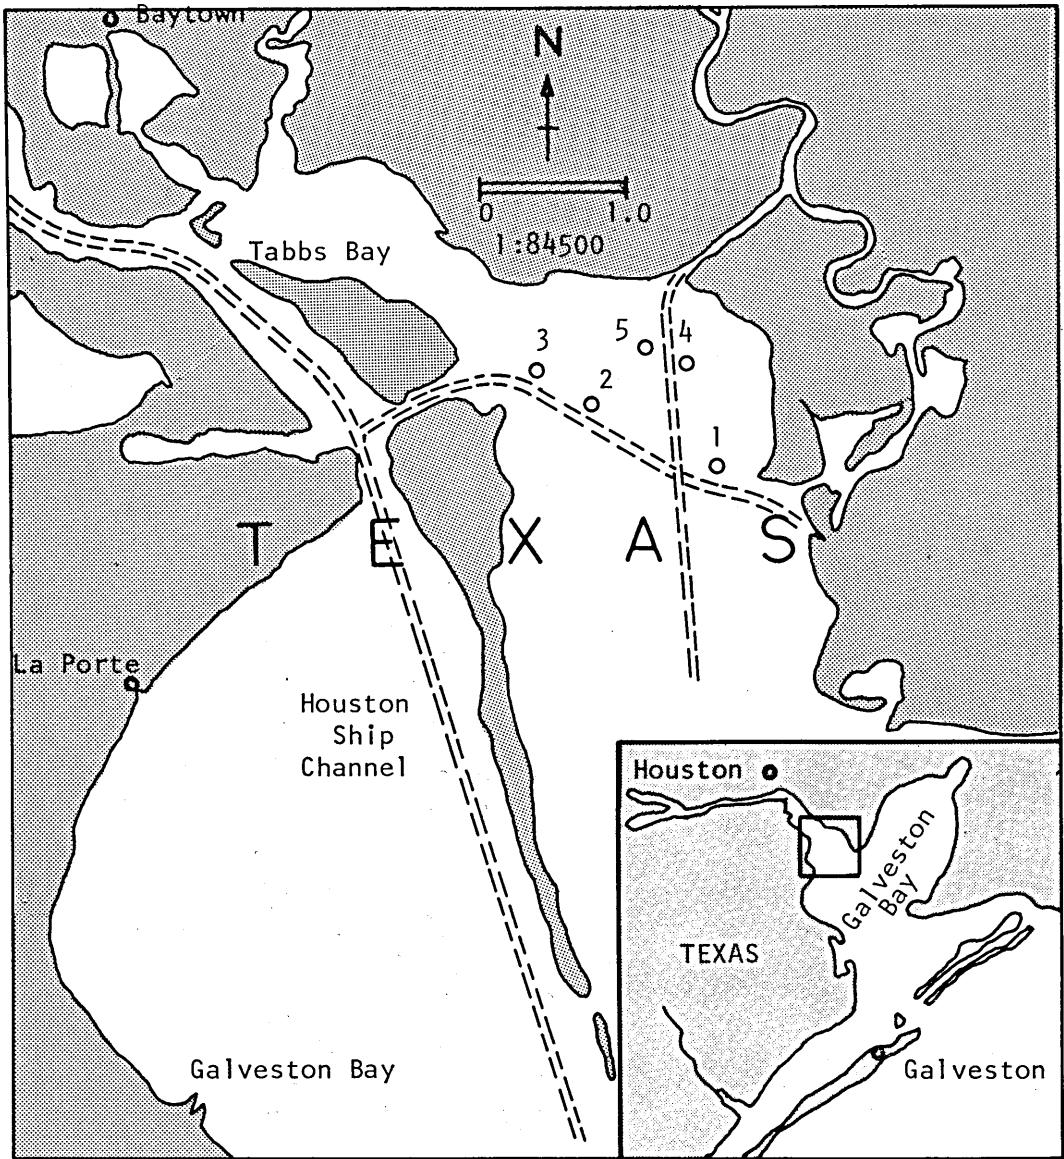 Baytown
N
0 1.0
1:84500
Tabbs Bay
3
5 4
2
1
T E X A S
La Porte
Houston
Ship
Channel
Galveston Bay
Houston
Galveston
Bay
TEXAS
Galveston